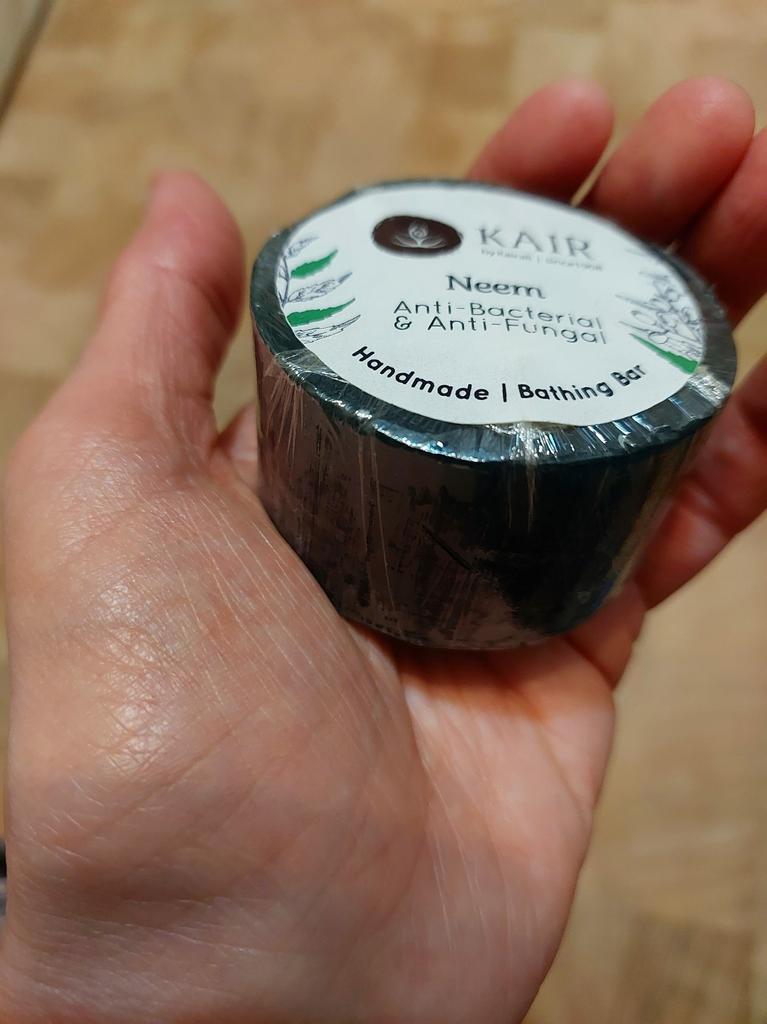 KAIR
Neem
Anti-Bacterial
& Anti-Fungal
Handmade | Bathing Bar